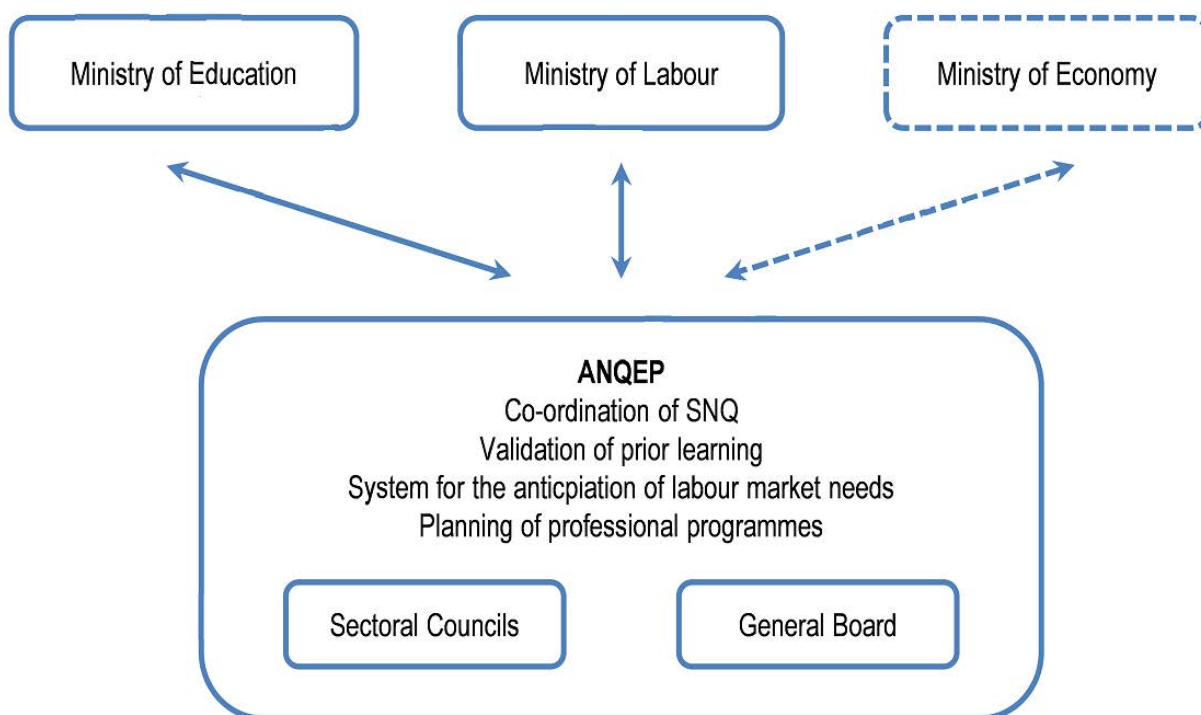 Ministry of Education
Ministry of Labour
Ministry of Economy
ANQEP
Co-ordination of SNQ
Validation of prior learning
System for the anticpiation of labour market needs
Planning of professional programmes
Sectoral Councils
General Board